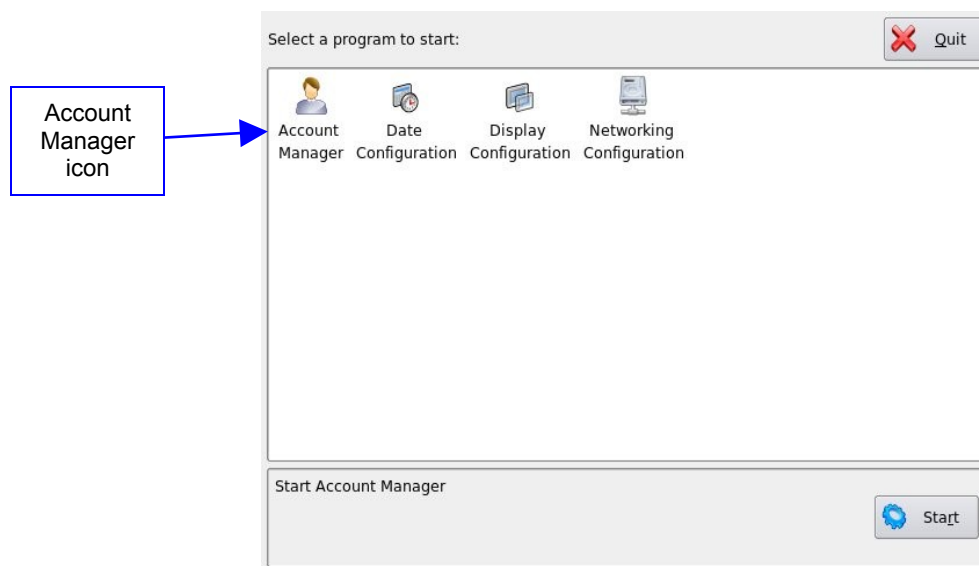 Select a program to start:
Quit
Account
Manager
icon
Account
Manager
Date
Configuration
Display
Configuration
Networking
Configuration
Start Account Manager
Start